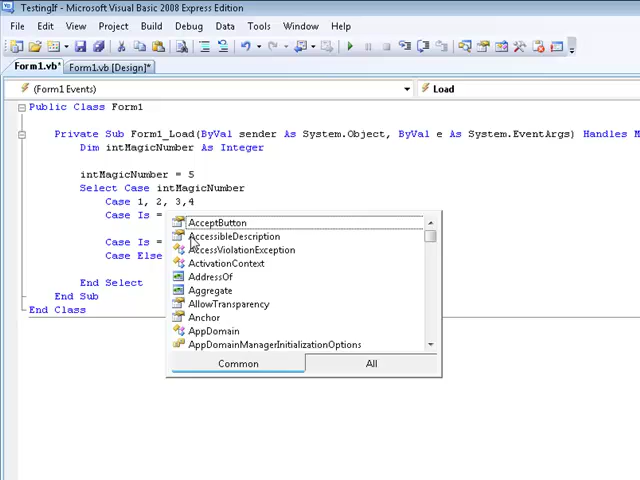 TestingIf - Microsoft Visual Basic 2008 Express Edition
File Edit View Project Build Debug Data Tools Window Help
Form1.vb* Form1.vb [Design]*
(Form1 Events) Load
Public Class Form1
Private Sub Form1_Load(ByVal sender As System.Object, ByVal e As System.EventArgs) Handles M
Dim intMagicNumber As Integer
intMagicNumber = 5
Select Case intMagicNumber
Case 1, 2, 3,4
Case Is =
AcceptButton
AccessibleDescription
Case Is =
AccessViolationException
Case Else
ActivationContext
AddressOf
End Select
Aggregate
End Sub
AllowTransparency
End Class
Anchor
AppDomain
AppDomainManagerInitializationOptions
Common All